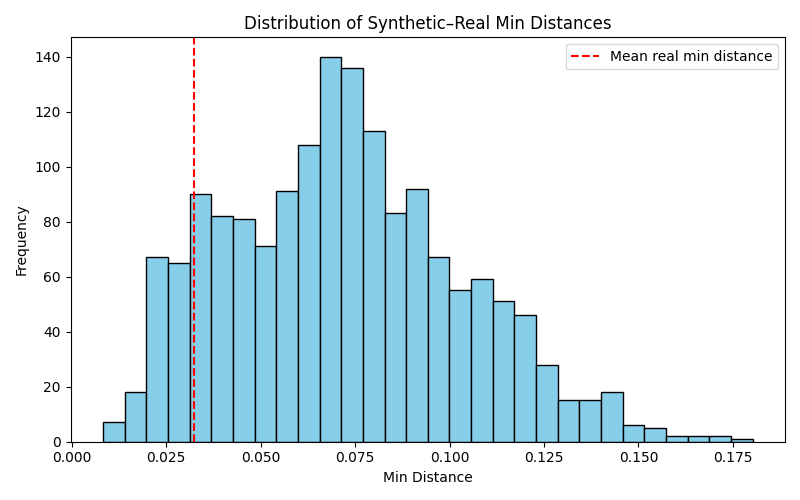 Distribution of Synthetic–Real Min Distances
Mean real min distance
Frequency
140
120
100
80
60
40
20
0
0.000 0.025 0.050 0.075 0.100 0.125 0.150 0.175
Min Distance